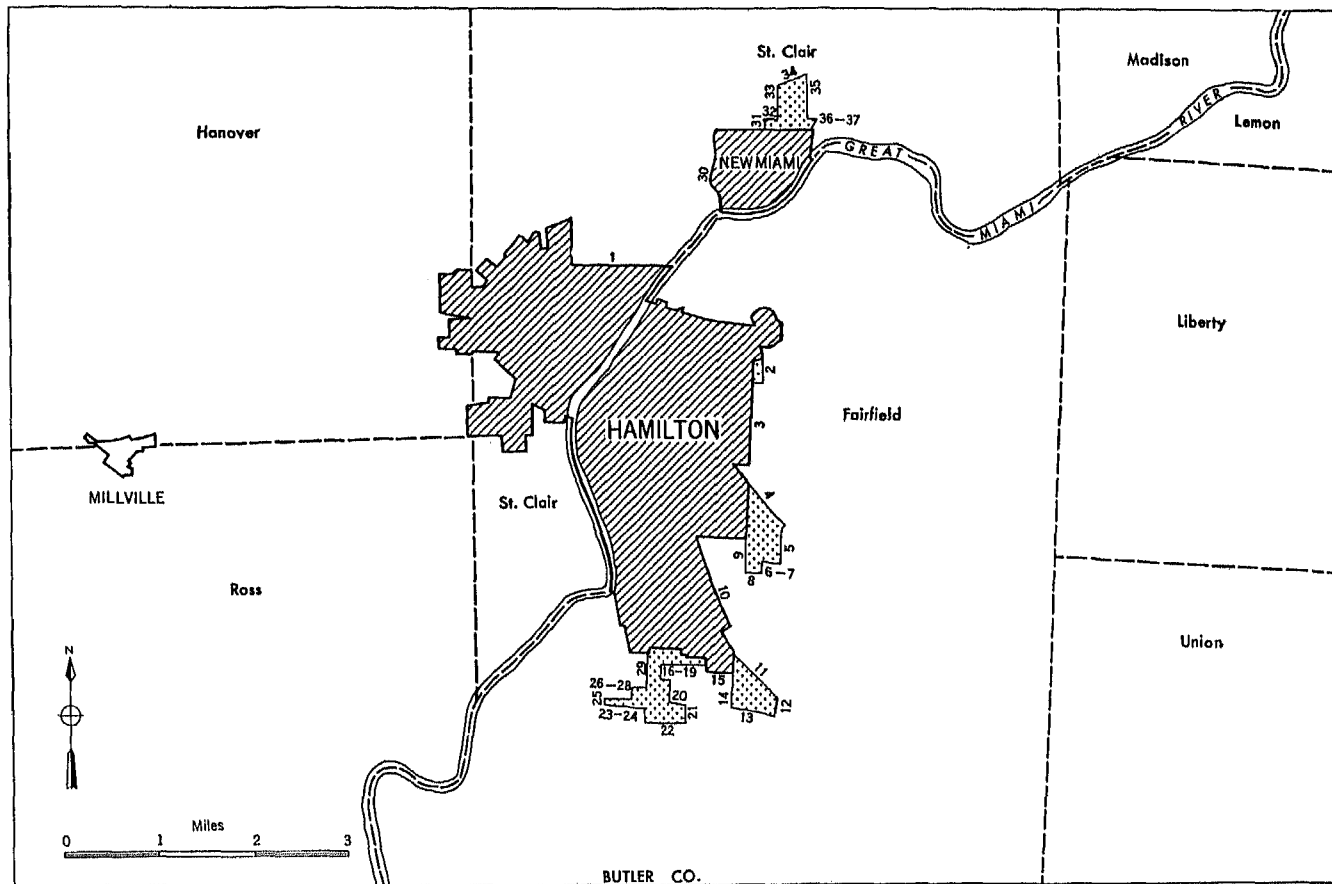 St. Clair
Madison
34
33
35
32
31
36-37
Hanover
Lemon
GREAT MIAMI RIVER
NEW MIAMI
30
1
Liberty
2
HAMILTON
Fairfield
3
MILLVILLE
St. Clair
4
5
9
6-7
8
Ross
10
Union
N
29
16-19
15
11
26-28
25
20
14
12
23-24
21
13
22
Miles
0 1 2 3
BUTLER CO.